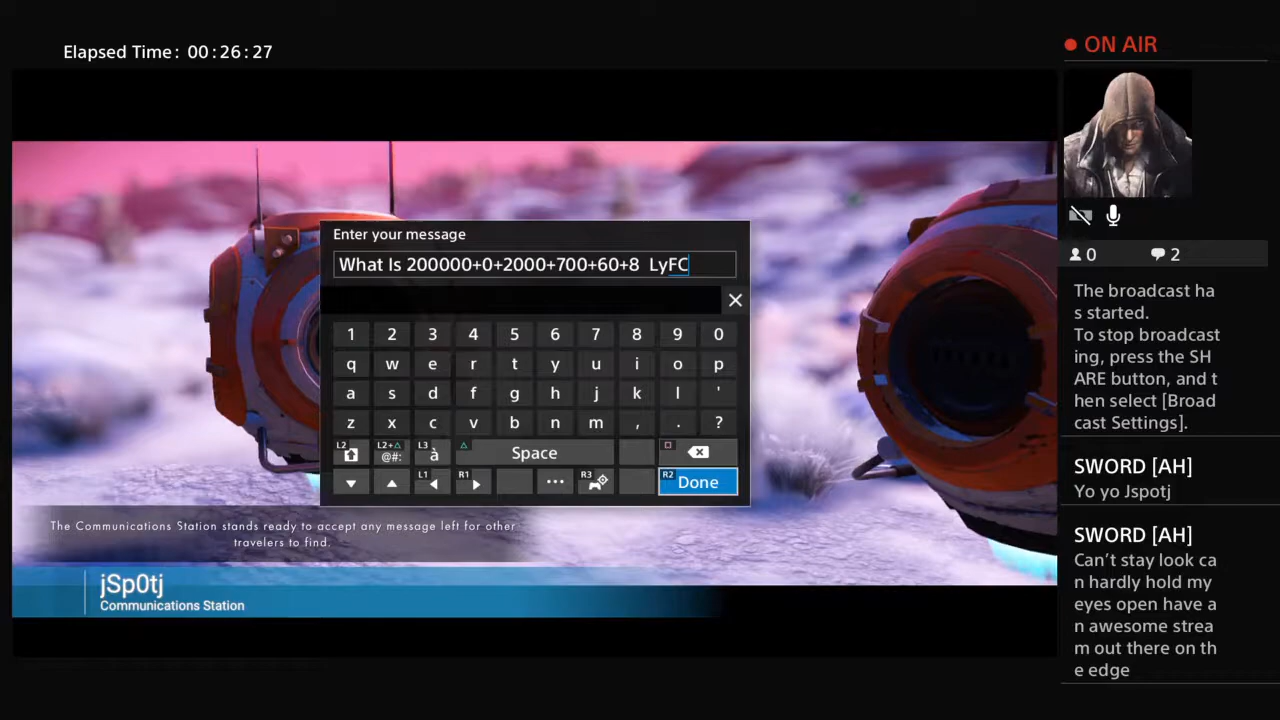 Elapsed Time: 00:26:27
ON AIR
Enter your message
What Is 200000+0+2000+700+60+8  LyFC
1 2 3 4 5 6 7 8 9 0
q w e r t y u i o p
a s d f g h j k l '
z x c v b n m , . ?
L2 L2+△ @#: L3 à △ Space □
L1 R1 ... R3 R2 Done
The Communications Station stands ready to accept any message left for other
travelers to find.
jSp0tj
Communications Station
0 2
The broadcast ha
s started.
To stop broadcast
ing, press the SH
ARE button, and t
hen select [Broad
cast Settings].
SWORD [AH]
Yo yo Jspotj
SWORD [AH]
Can't stay look ca
n hardly hold my
eyes open have a
n awesome strea
m out there on th
e edge